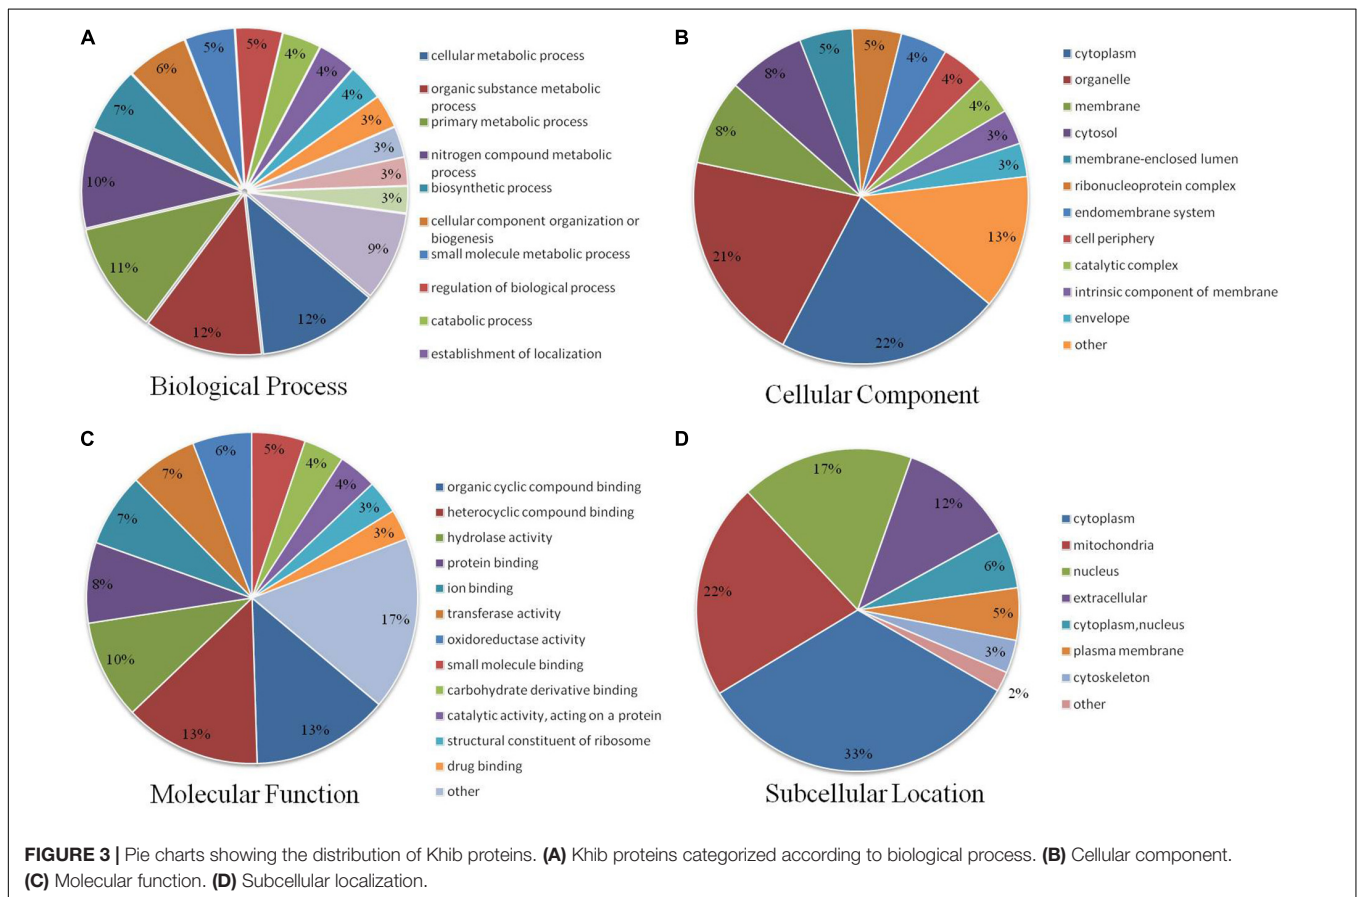 A
5%
5%
4%
4%
4%
3%
3%
3%
3%
9%
12%
12%
11%
10%
7%
6%
cellular metabolic process
organic substance metabolic
process
primary metabolic process
nitrogen compound metabolic
process
biosynthetic process
cellular component organization or
biogenesis
small molecule metabolic process
regulation of biological process
catabolic process
establishment of localization
Biological Process
B
5%
5%
4%
4%
4%
3%
3%
13%
22%
21%
8%
8%
cytoplasm
organelle
membrane
cytosol
membrane-enclosed lumen
ribonucleoprotein complex
endomembrane system
cell periphery
catalytic complex
intrinsic component of membrane
envelope
other
Cellular Component
C
6%
5%
4%
4%
3%
3%
17%
13%
13%
10%
8%
7%
7%
organic cyclic compound binding
heterocyclic compound binding
hydrolase activity
protein binding
ion binding
transferase activity
oxidoreductase activity
small molecule binding
carbohydrate derivative binding
catalytic activity, acting on a protein
structural constituent of ribosome
drug binding
other
Molecular Function
D
17%
12%
6%
5%
3%
2%
33%
22%
cytoplasm
mitochondria
nucleus
extracellular
cytoplasm,nucleus
plasma membrane
cytoskeleton
other
Subcellular Location
FIGURE 3 | Pie charts showing the distribution of Khib proteins. (A) Khib proteins categorized according to biological process. (B) Cellular component.
(C) Molecular function. (D) Subcellular localization.